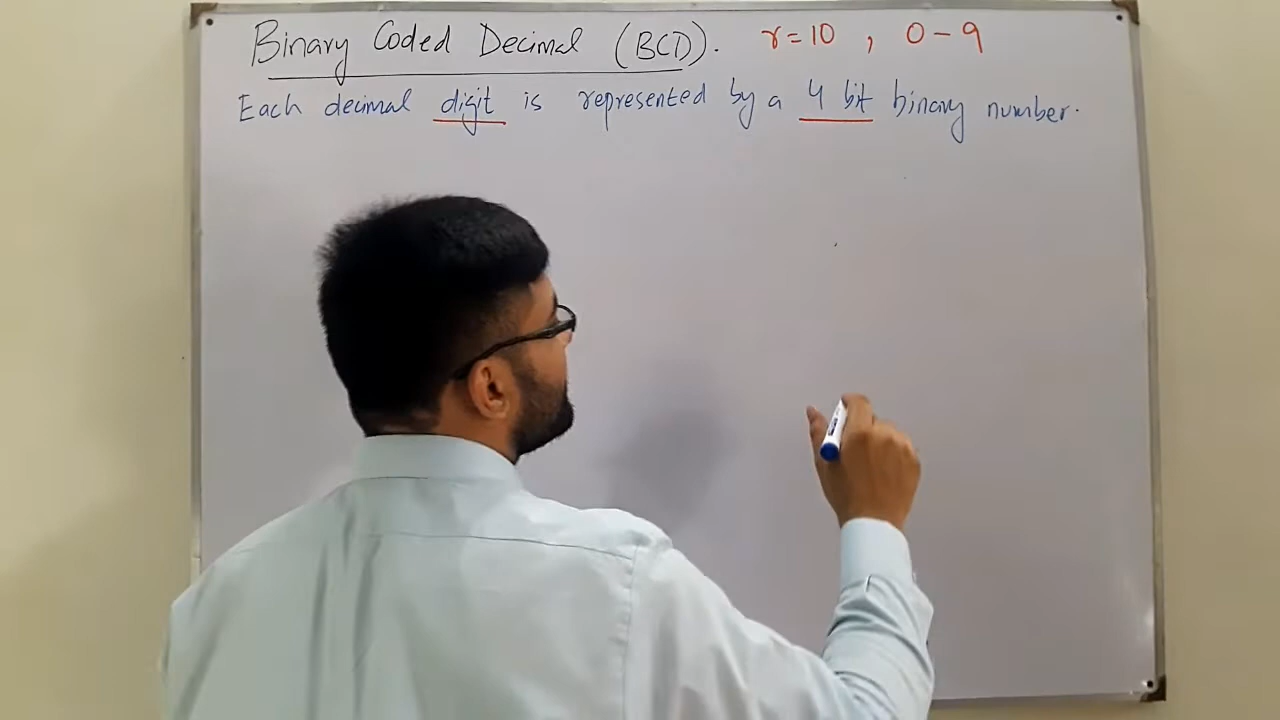 Binary Coded Decimal (BCD). r=10 , 0-9
Each decimal digit is represented by a 4 bit binary number.